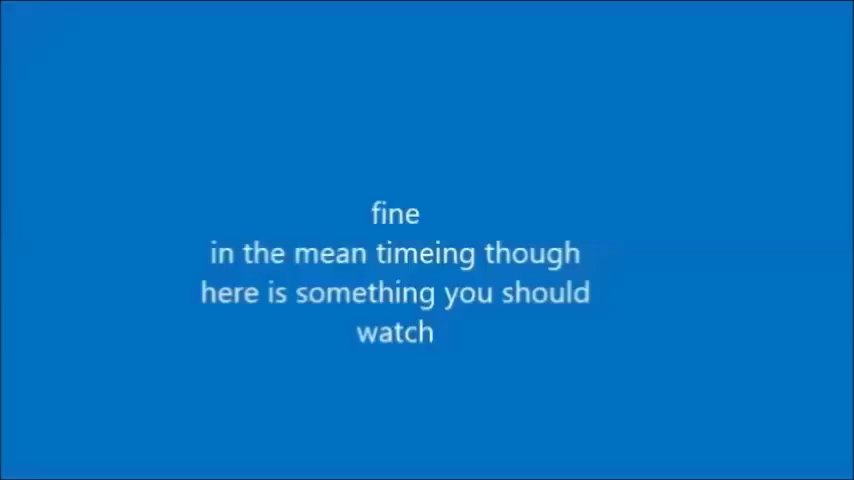 fine
in the mean timeing though
here is something you should
watch